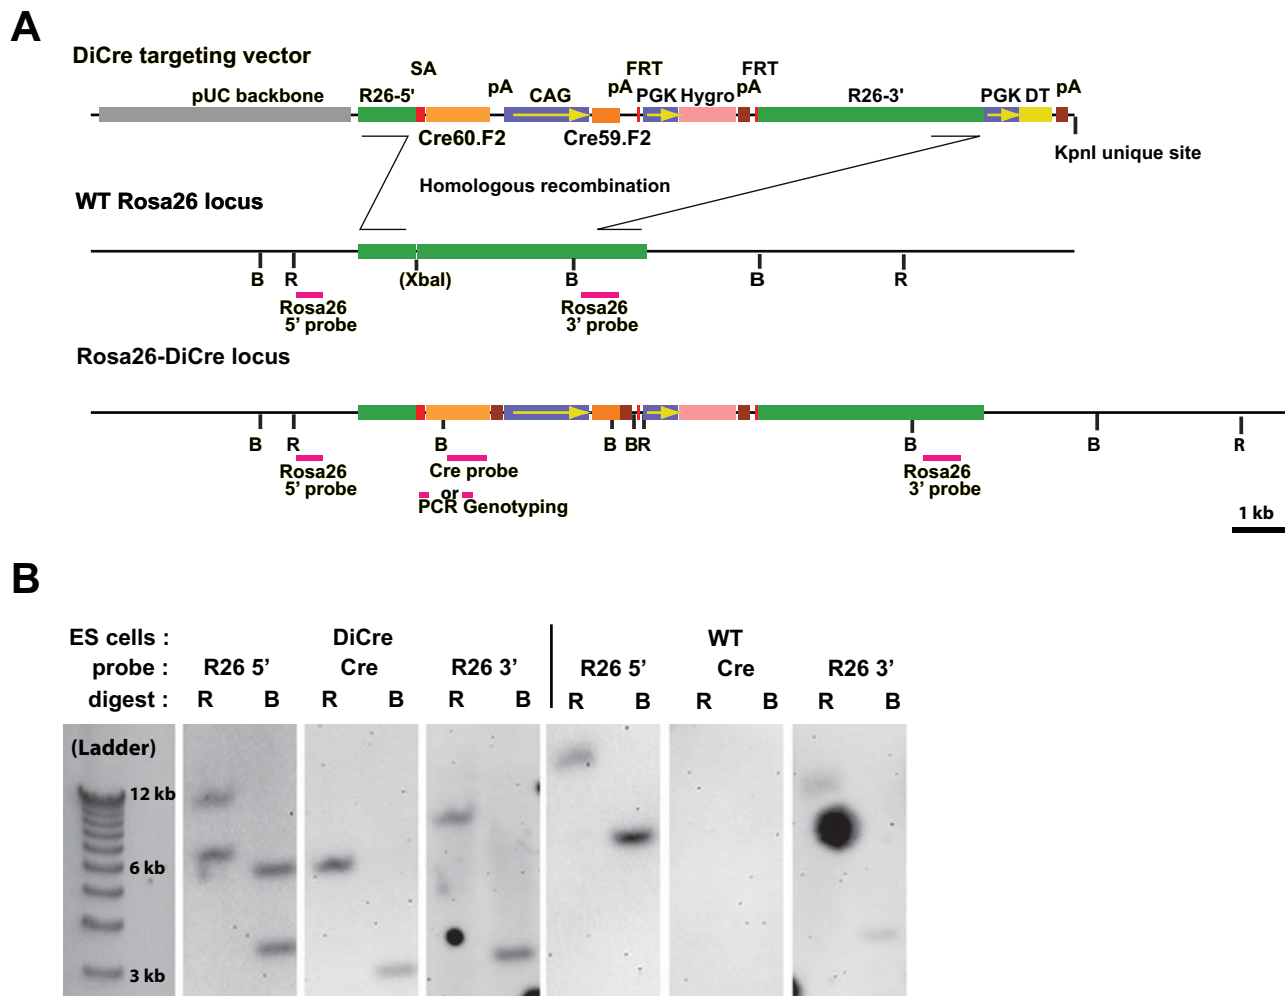 A
DiCre targeting vector
SA
FRT
FRT
pUC backbone
R26-5'
pA
CAG
pA
PGK
Hygro
pA
R26-3'
PGK
DT
pA
Cre60.F2
Cre59.F2
KpnI unique site
Homologous recombination
WT Rosa26 locus
B
R
(XbaI)
B
B
R
Rosa26
5’ probe
Rosa26
3’ probe
Rosa26-DiCre locus
B
R
B
B
B
R
B
B
R
Rosa26
5’ probe
Cre probe
or
PCR Genotyping
Rosa26
3’ probe
1 kb
B
ES cells :
DiCre
WT
probe :
R26 5’
Cre
R26 3’
R26 5’
Cre
R26 3’
digest :
R
B
R
B
R
B
R
B
R
B
R
B
(Ladder)
12 kb
6 kb
3 kb